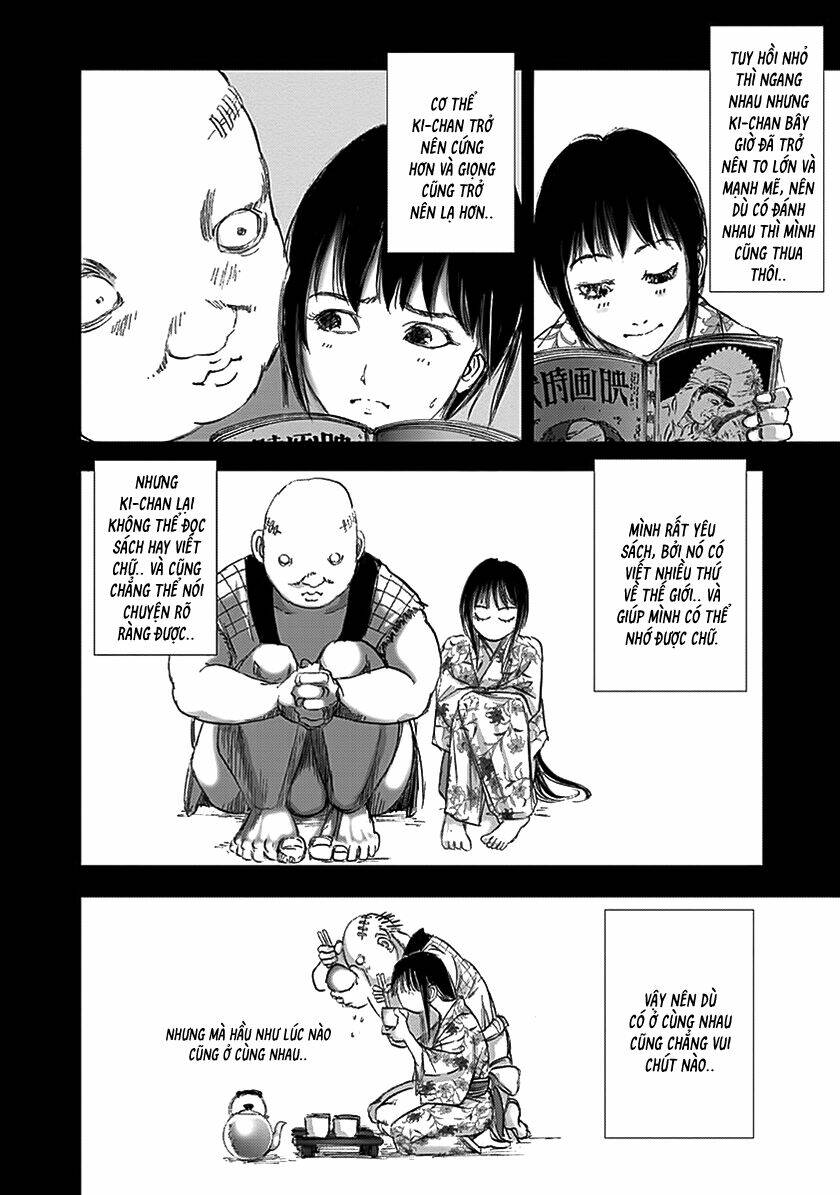 TUY HỒI NHỎ
THÌ NGANG
NHAU NHƯNG
KI-CHAN BÂY
GIỜ ĐÃ TRỞ
NÊN TO LỚN VÀ
MẠNH MẼ, NÊN
DÙ CÓ ĐÁNH
NHAU THÌ MÌNH
CŨNG THUA
THÔI..
映画時
CƠ THỂ
KI-CHAN TRỞ
NÊN CỨNG
HƠN VÀ GIỌNG
CŨNG TRỞ
NÊN LẠ HƠN..
MÌNH RẤT YÊU
SÁCH, BỞI NÓ CÓ
VIẾT NHIỀU THỨ
VỀ THẾ GIỚI.. VÀ
GIÚP MÌNH CÓ THỂ
NHỚ ĐƯỢC CHỮ.
NHƯNG
KI-CHAN LẠI
KHÔNG THỂ ĐỌC
SÁCH HAY VIẾT
CHỮ.. VÀ CŨNG
CHẲNG THỂ NÓI
CHUYỆN RÕ
RÀNG ĐƯỢC..
VẬY NÊN DÙ
CÓ Ở CÙNG NHAU
CŨNG CHẲNG VUI
CHÚT NÀO..
NHƯNG MÀ HẦU NHƯ LÚC NÀO
CŨNG Ở CÙNG NHAU..